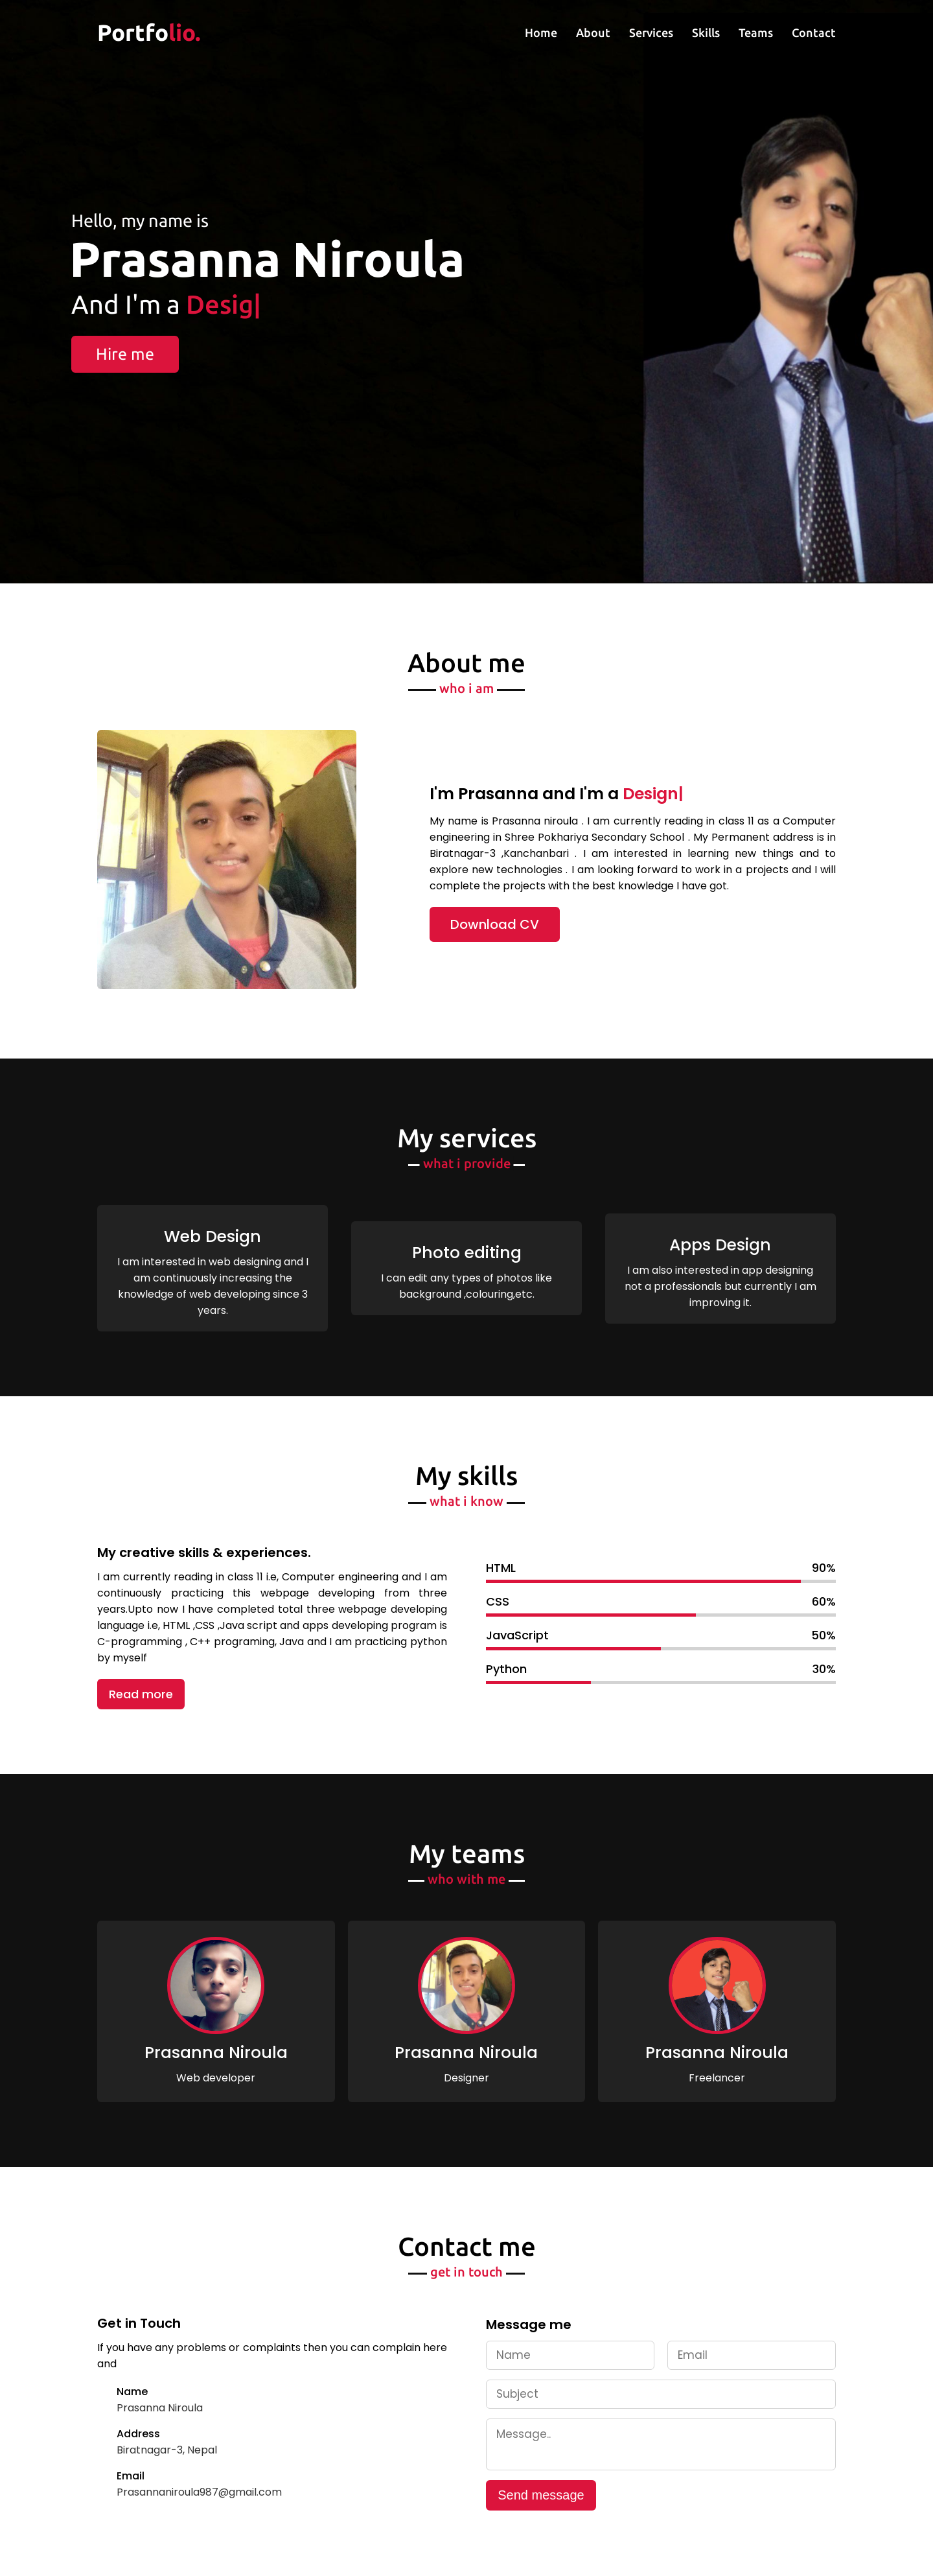 Portfolio.
Home About Services Skills Teams Contact
Hello, my name is
Prasanna Niroula
And I'm a Desig|
Hire me
About me
who i am
I'm Prasanna and I'm a Design|
My name is Prasanna niroula . I am currently reading in class 11 as a Computer
engineering in Shree Pokhariya Secondary School . My Permanent address is in
Biratnagar-3 ,Kanchanbari . I am interested in learning new things and to
explore new technologies . I am looking forward to work in a projects and I will
complete the projects with the best knowledge I have got.
Download CV
My services
what i provide
Web Design
I am interested in web designing and I
am continuously increasing the
knowledge of web developing since 3
years.
Photo editing
I can edit any types of photos like
background ,colouring,etc.
Apps Design
I am also interested in app designing
not a professionals but currently I am
improving it.
My skills
what i know
My creative skills & experiences.
I am currently reading in class 11 i.e, Computer engineering and I am
continuously practicing this webpage developing from three
years.Upto now I have completed total three webpage developing
language i.e, HTML ,CSS ,Java script and apps developing program is
C-programming , C++ programing, Java and I am practicing python
by myself
Read more
HTML 90%
CSS 60%
JavaScript 50%
Python 30%
My teams
who with me
Prasanna Niroula
Web developer
Prasanna Niroula
Designer
Prasanna Niroula
Freelancer
Contact me
get in touch
Get in Touch
If you have any problems or complaints then you can complain here
and
Name
Prasanna Niroula
Address
Biratnagar-3, Nepal
Email
Prasannaniroula987@gmail.com
Message me
Name Email
Subject
Message..
Send message